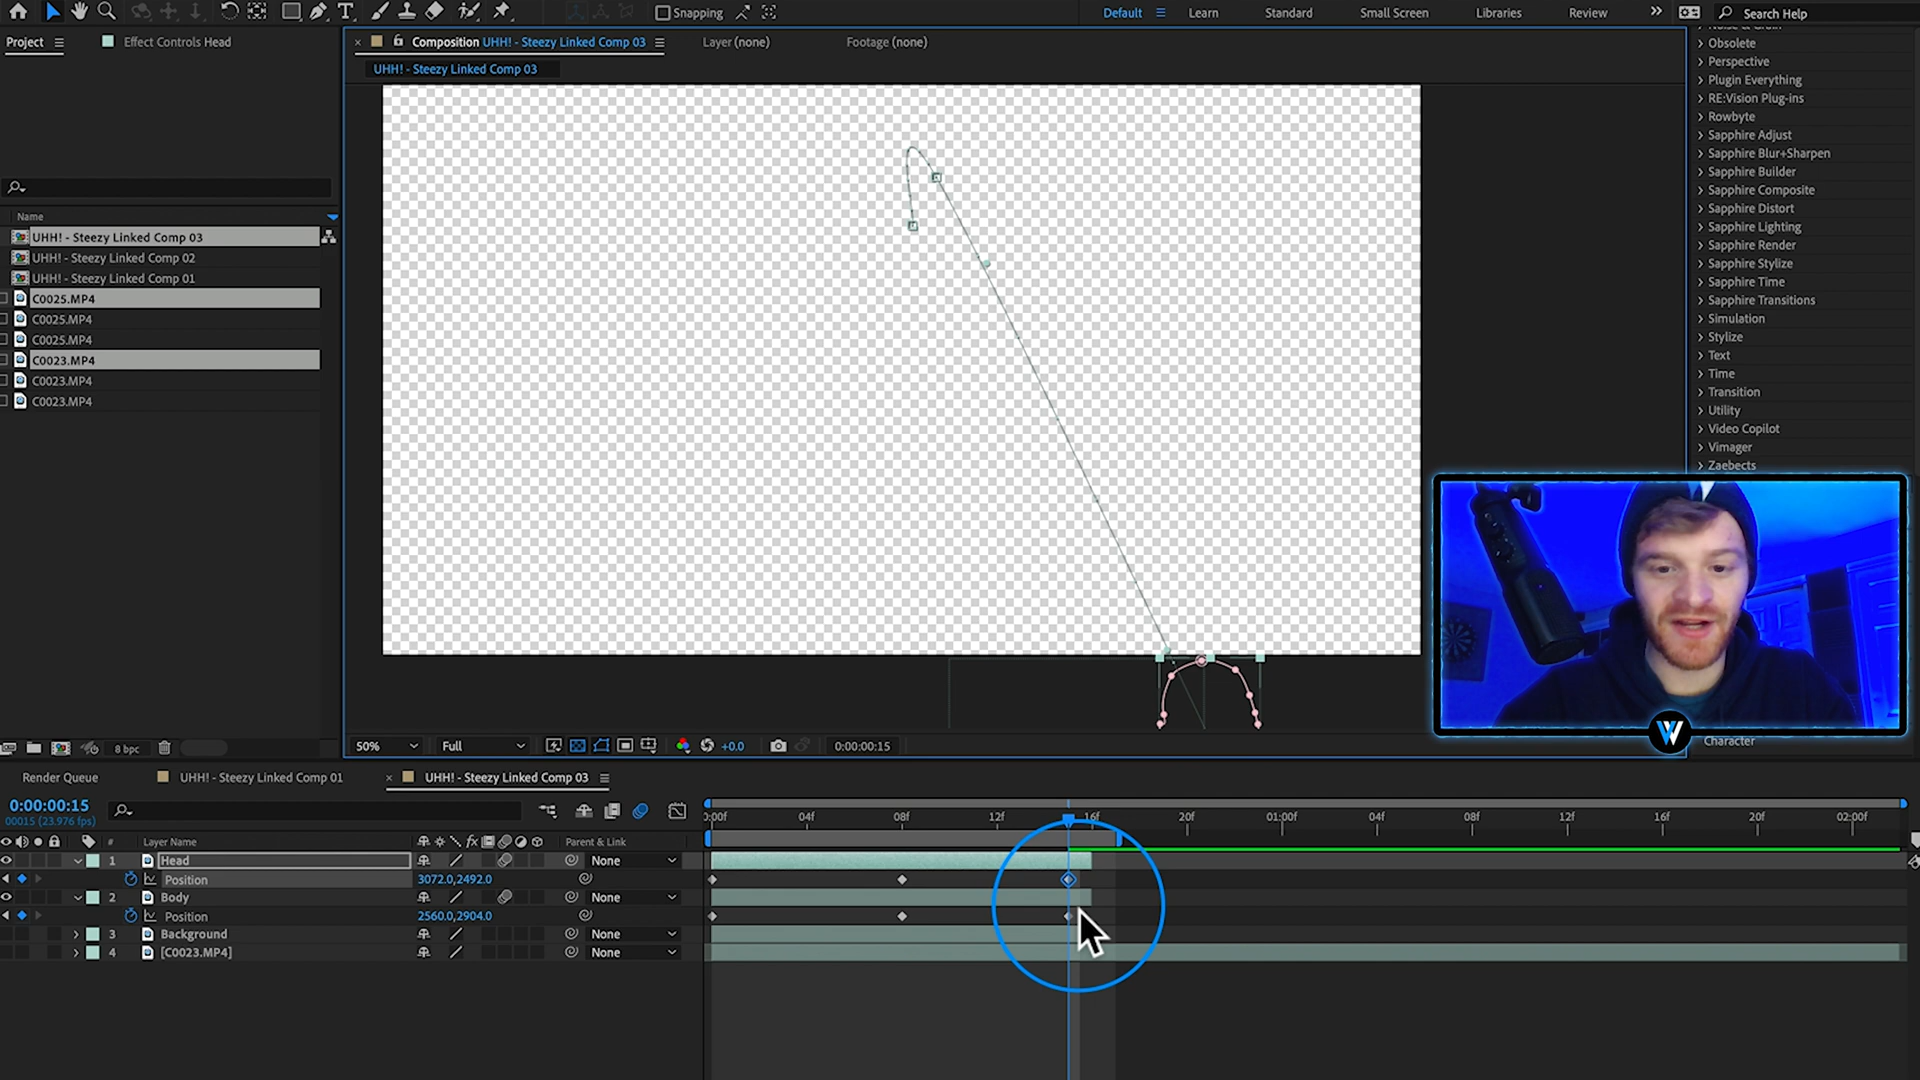 Snapping
Default
Learn
Standard
Small Screen
Libraries
Review
Search Help
Project
Effect Controls Head
Composition UHH! - Steezy Linked Comp 03
Layer (none)
Footage (none)
UHH! - Steezy Linked Comp 03
Name
UHH! - Steezy Linked Comp 03
UHH! - Steezy Linked Comp 02
UHH! - Steezy Linked Comp 01
C0025.MP4
C0025.MP4
C0025.MP4
C0023.MP4
C0023.MP4
C0023.MP4
8 bpc
Obsolete
Perspective
Plugin Everything
RE:Vision Plug-ins
Rowbyte
Sapphire Adjust
Sapphire Blur+Sharpen
Sapphire Builder
Sapphire Composite
Sapphire Distort
Sapphire Lighting
Sapphire Render
Sapphire Stylize
Sapphire Time
Sapphire Transitions
Simulation
Stylize
Text
Time
Transition
Utility
Video Copilot
Vimager
Zaebects
Character
50%
Full
+0.0
0:00:00:15
Render Queue
UHH! - Steezy Linked Comp 01
UHH! - Steezy Linked Comp 03
0:00:00:15
00015 (23.976 fps)
:00f 04f 08f 12f 16f 20f 01:00f 04f 08f 12f 16f 20f 02:00f
# Layer Name fx Parent & Link
1 Head None
Position 3072.0,2492.0
2 Body None
Position 2560.0,2904.0
3 Background None
4 [C0023.MP4] None